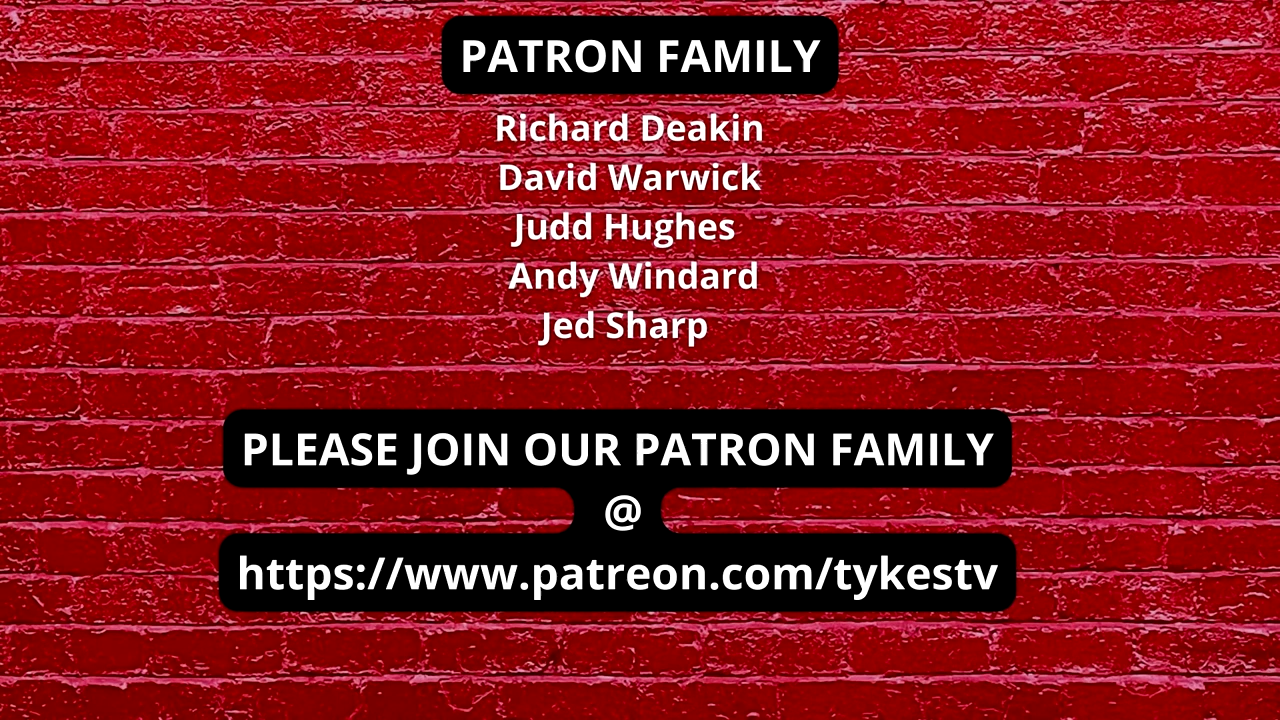 PATRON FAMILY
Richard Deakin
David Warwick
Judd Hughes
Andy Windard
Jed Sharp
PLEASE JOIN OUR PATRON FAMILY
@
https://www.patreon.com/tykestv